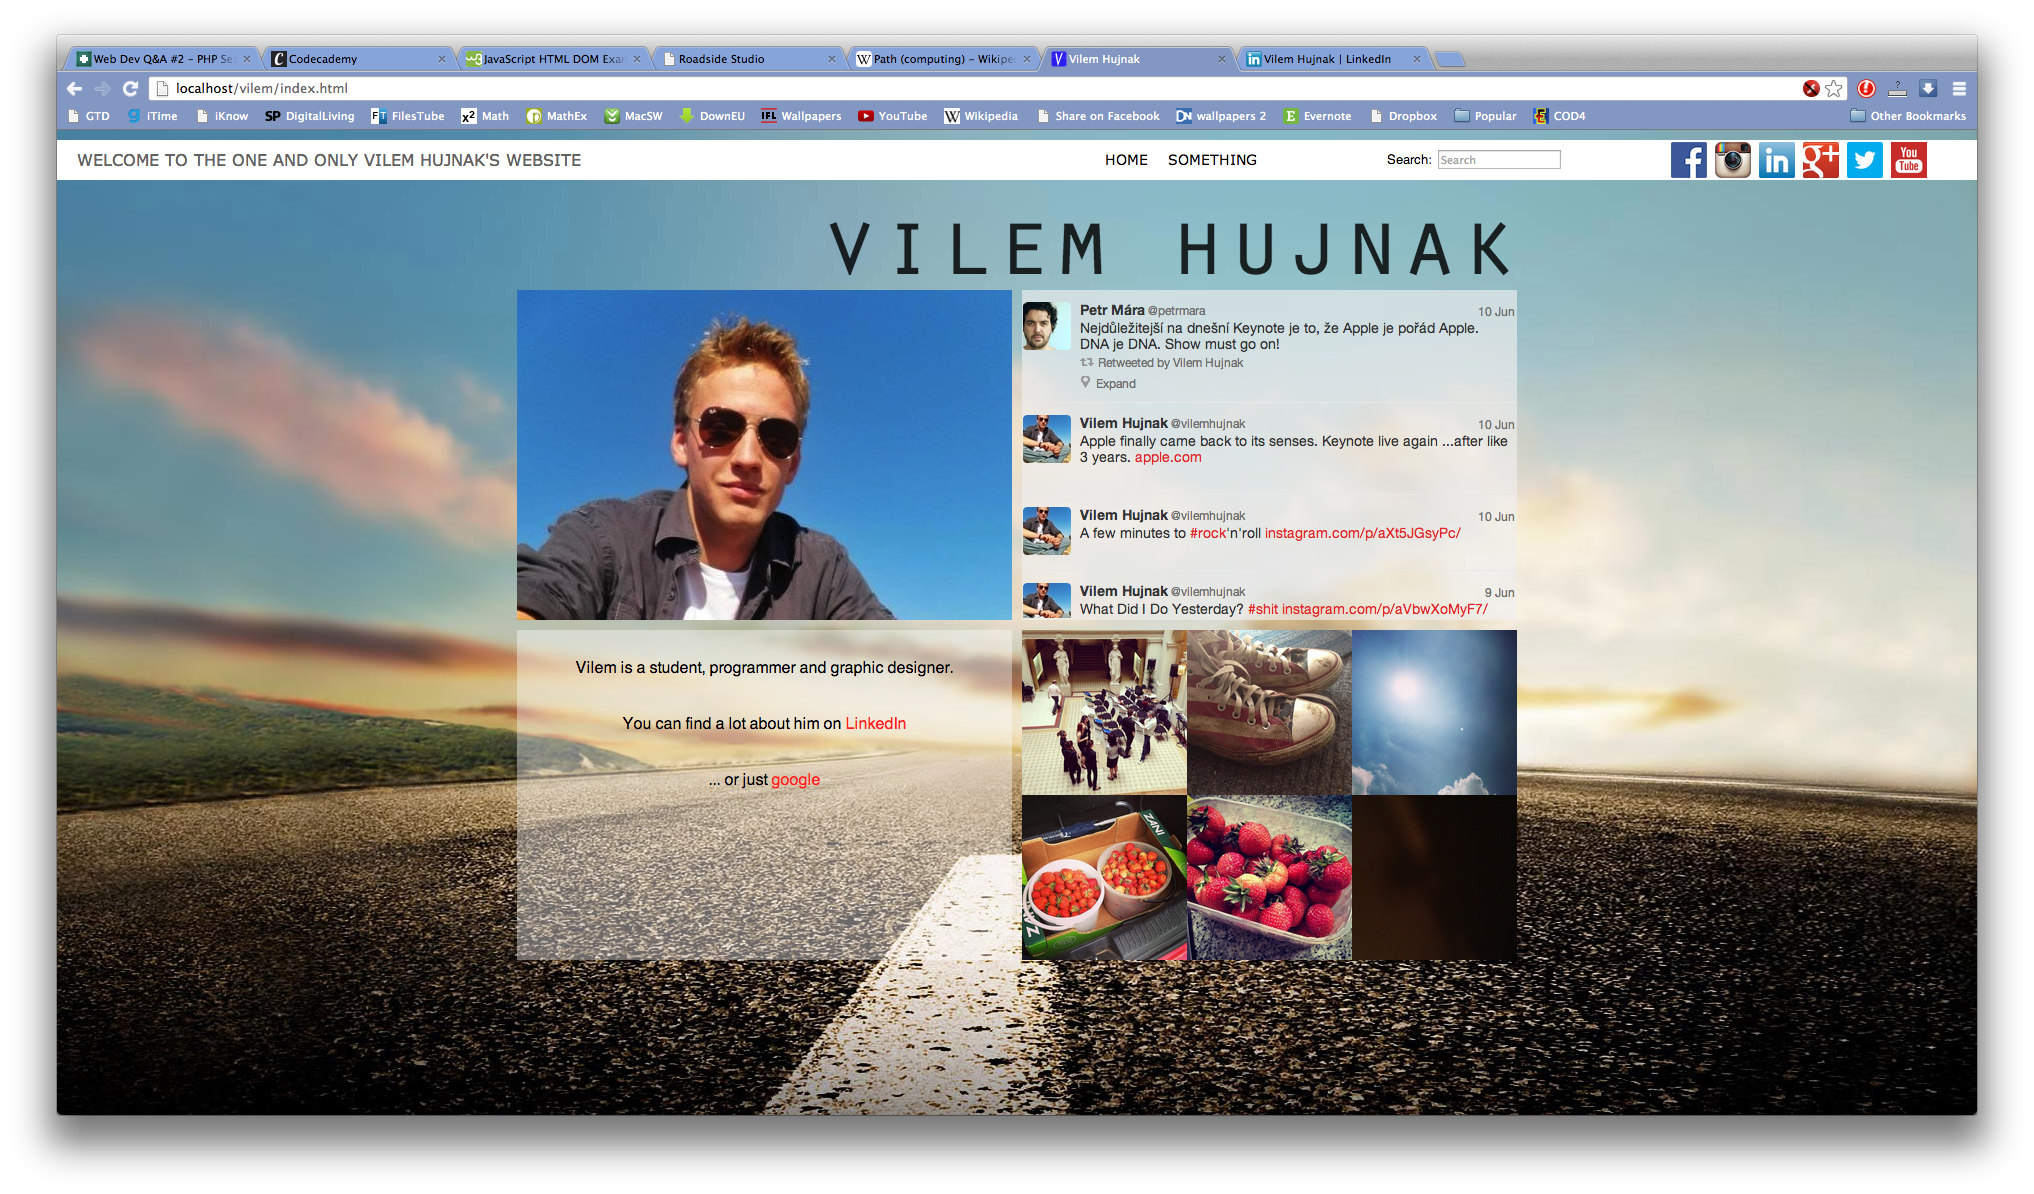 Web Dev Q&A #2 – PHP Se
Codecademy
JavaScript HTML DOM Exa
Roadside Studio
Path (computing) – Wikipe
Vilem Hujnak
Vilem Hujnak | LinkedIn
localhost/vilem/index.html
GTD
iTime
iKnow
SP DigitalLiving
FT FilesTube
x² Math
MathEx
MacSW
DownEU
IFL Wallpapers
YouTube
W Wikipedia
Share on Facebook
DN wallpapers 2
E Evernote
Dropbox
Popular
COD4
Other Bookmarks
WELCOME TO THE ONE AND ONLY VILEM HUJNAK'S WEBSITE
HOME
SOMETHING
Search:
Search
You
Tube
VILEM HUJNAK
Petr Mára @petrmara
10 Jun
Nejdůležitejší na dnešní Keynote je to, že Apple je pořád Apple.
DNA je DNA. Show must go on!
Retweeted by Vilem Hujnak
Expand
Vilem Hujnak @vilemhujnak
10 Jun
Apple finally came back to its senses. Keynote live again ...after like
3 years. apple.com
Vilem Hujnak @vilemhujnak
10 Jun
A few minutes to #rock'n'roll instagram.com/p/aXt5JGsyPc/
Vilem Hujnak @vilemhujnak
9 Jun
What Did I Do Yesterday? #shit instagram.com/p/aVbwXoMyF7/
Vilem is a student, programmer and graphic designer.
You can find a lot about him on LinkedIn
... or just google
ZANI